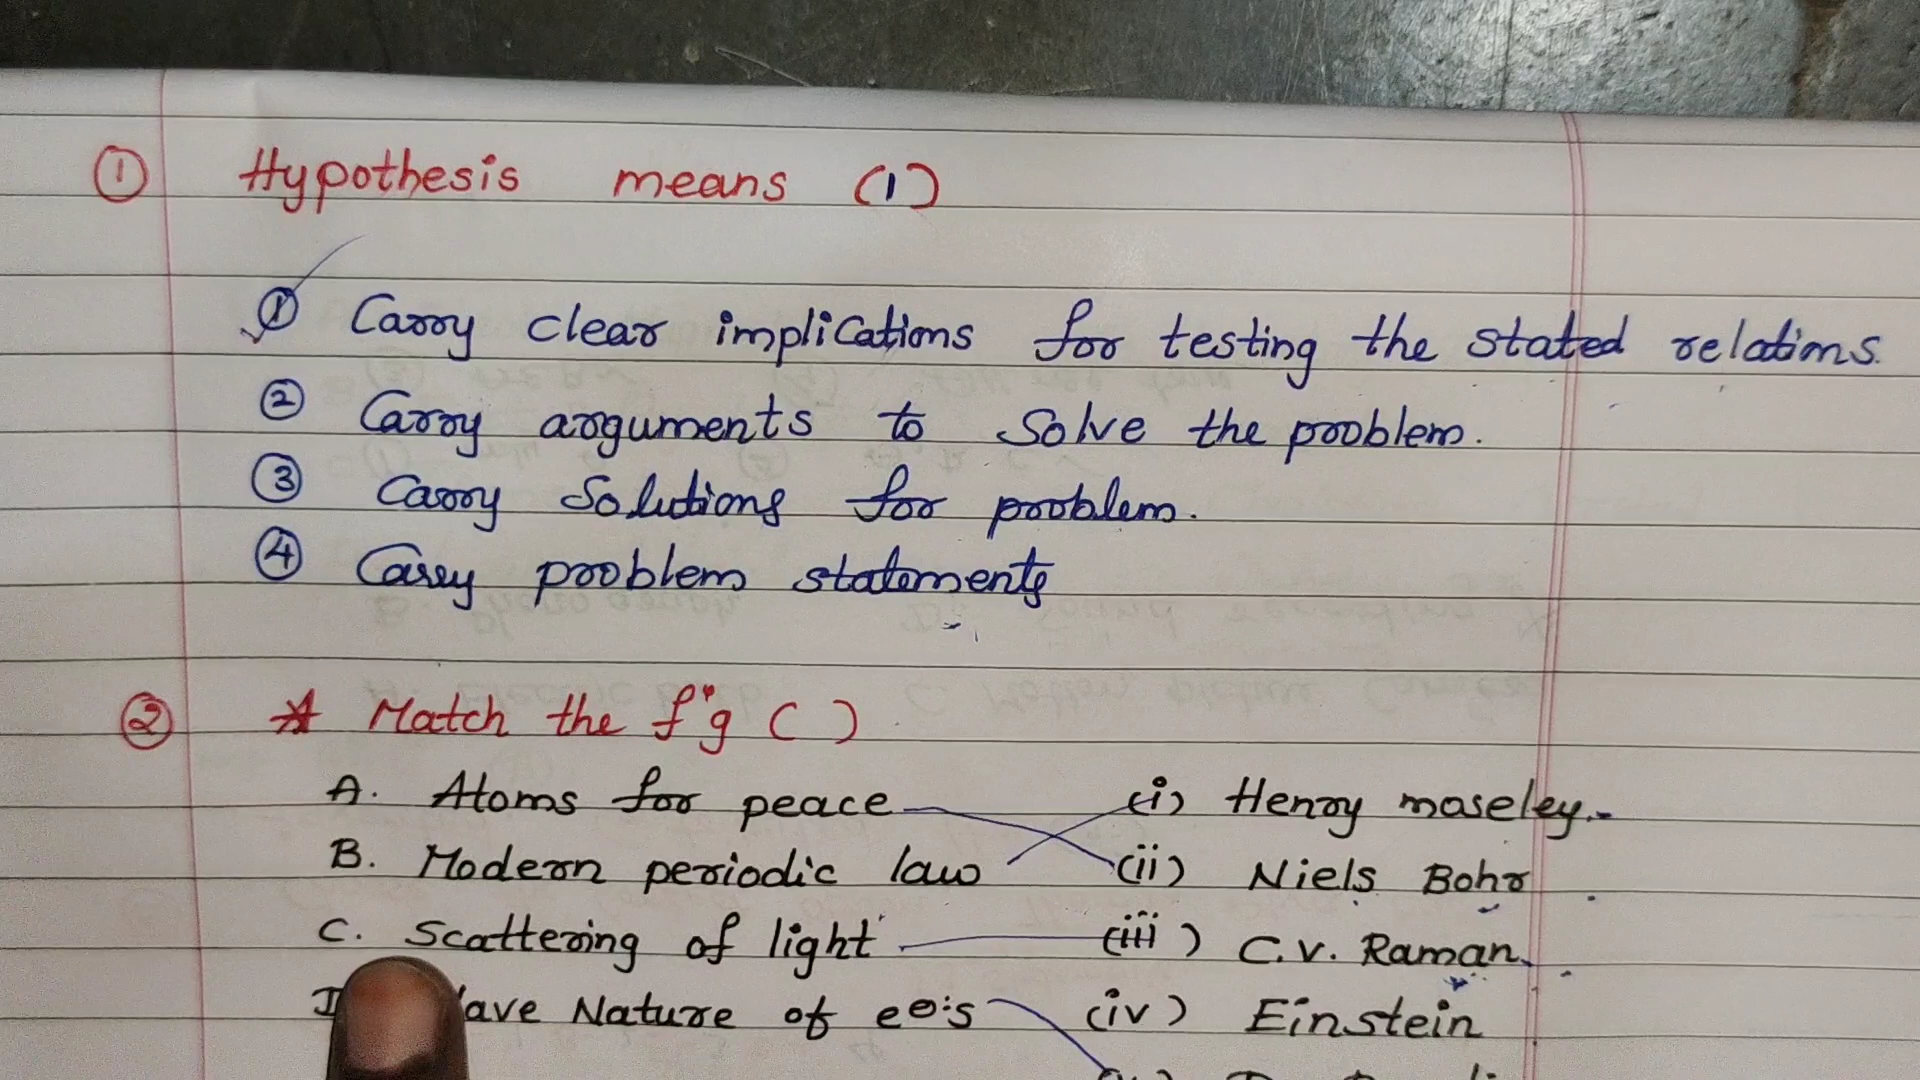 ① Hypothesis means (1)
① Carry clear implications for testing the stated relations.
② Carry arguments to solve the problem.
③ Carry Solutions for problem.
④ Carry problem statements
② Match the f"g ( )
A. Atoms for peace (i) Henry moseley.
B. Modern periodic law (ii) Niels Bohr
C. Scattering of light (iii) C.V. Raman.
Nature of e⊖'s (iv) Einstein